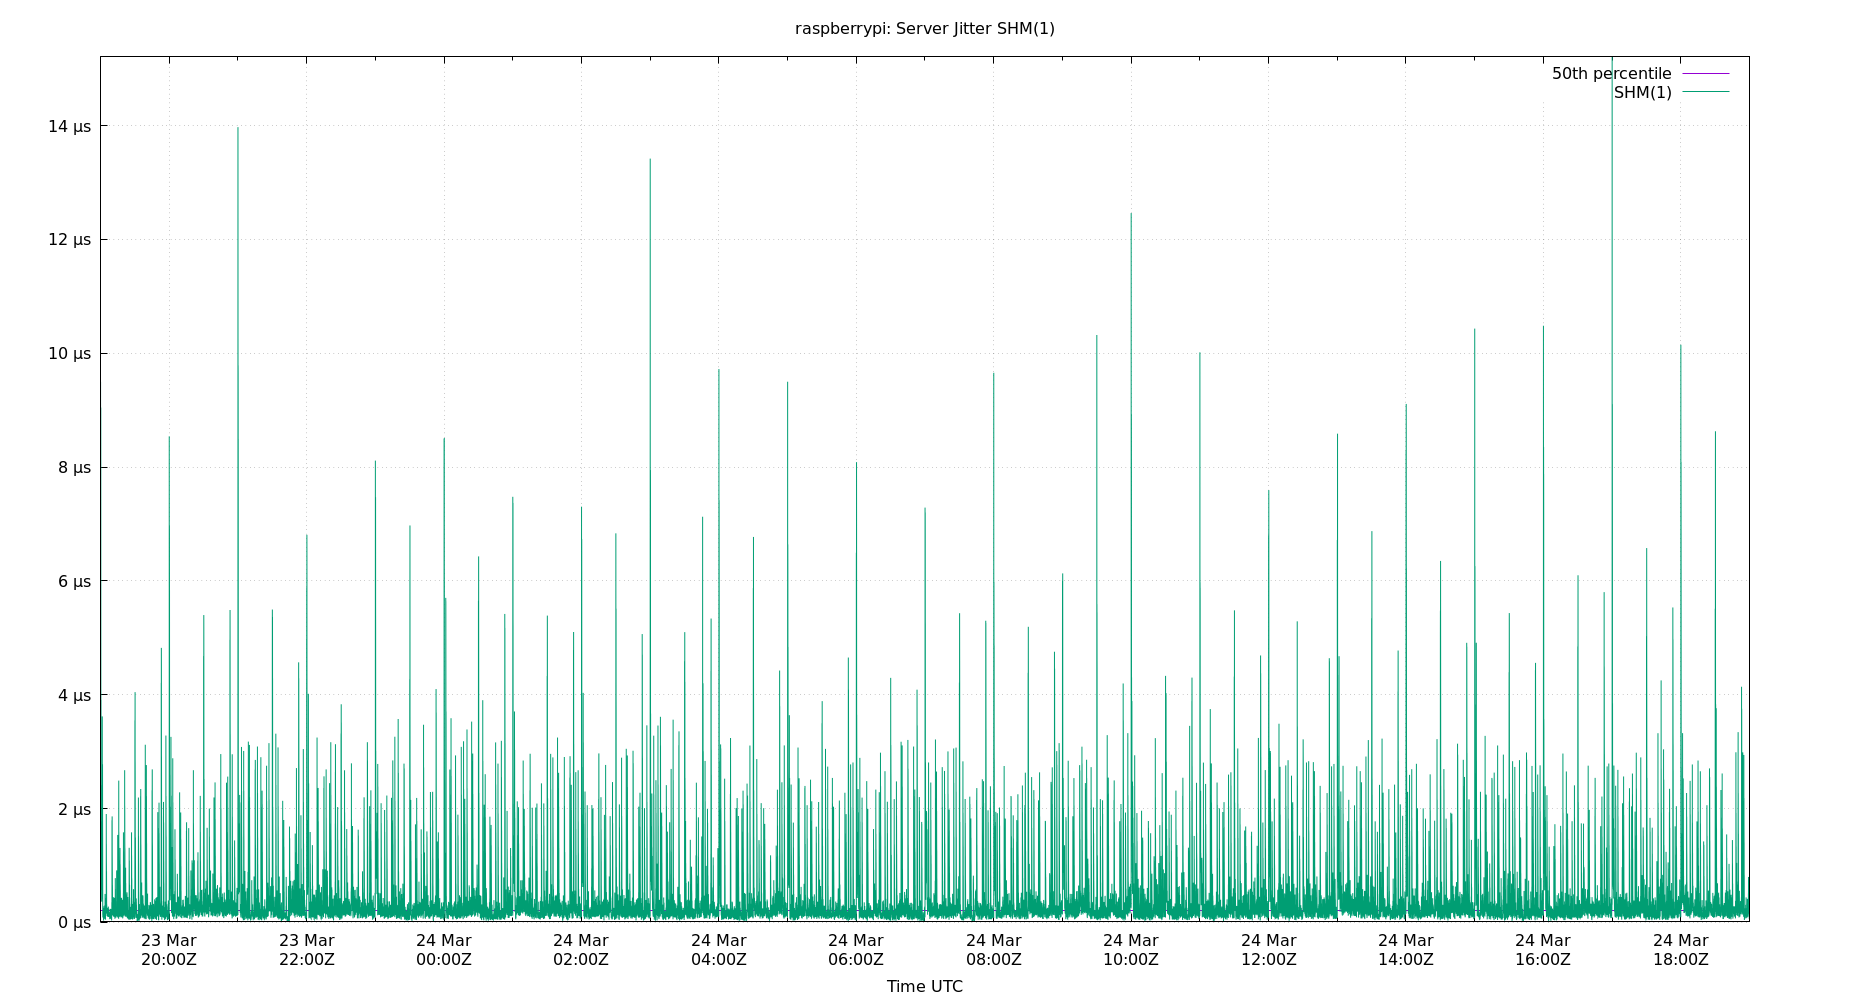 raspberrypi: Server Jitter SHM(1)
50th percentile
SHM(1)
14 µs
12 µs
10 µs
8 µs
6 µs
4 µs
2 µs
0 µs
23 Mar 23 Mar 24 Mar 24 Mar 24 Mar 24 Mar 24 Mar 24 Mar 24 Mar 24 Mar 24 Mar 24 Mar
20:00Z 22:00Z 00:00Z 02:00Z 04:00Z 06:00Z 08:00Z 10:00Z 12:00Z 14:00Z 16:00Z 18:00Z
Time UTC